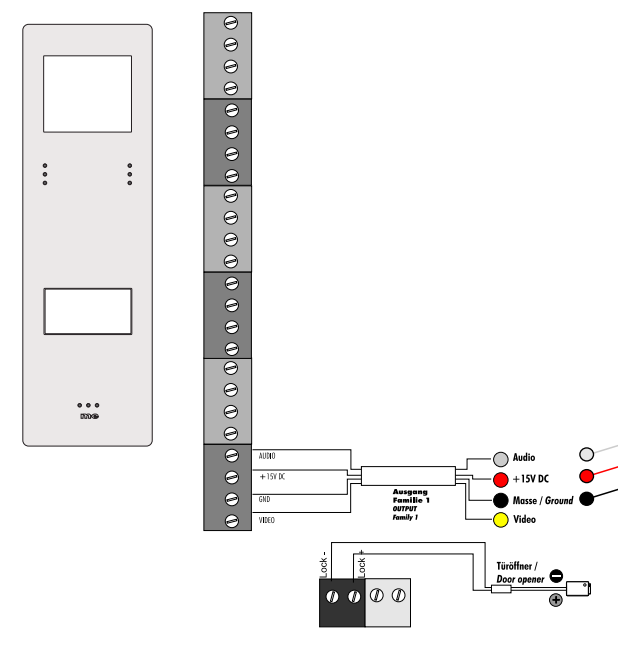 me
AUDIO
+ 15V DC
GND
VIDEO
Ausgang
Familie 1
OUTPUT
Family 1
Audio
+ 15V DC
Masse / Ground
Video
Lock -
Lock +
Türöffner /
Door opener